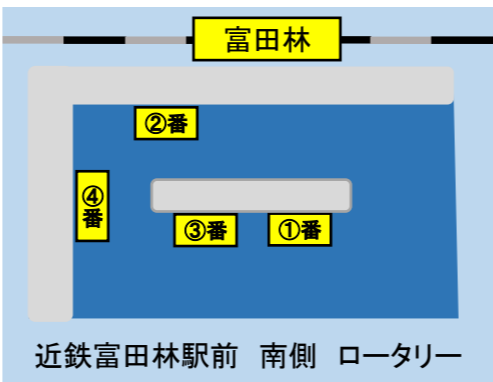 富田林
②番
④番
③番
①番
近鉄富田林駅前 南側 ロータリー